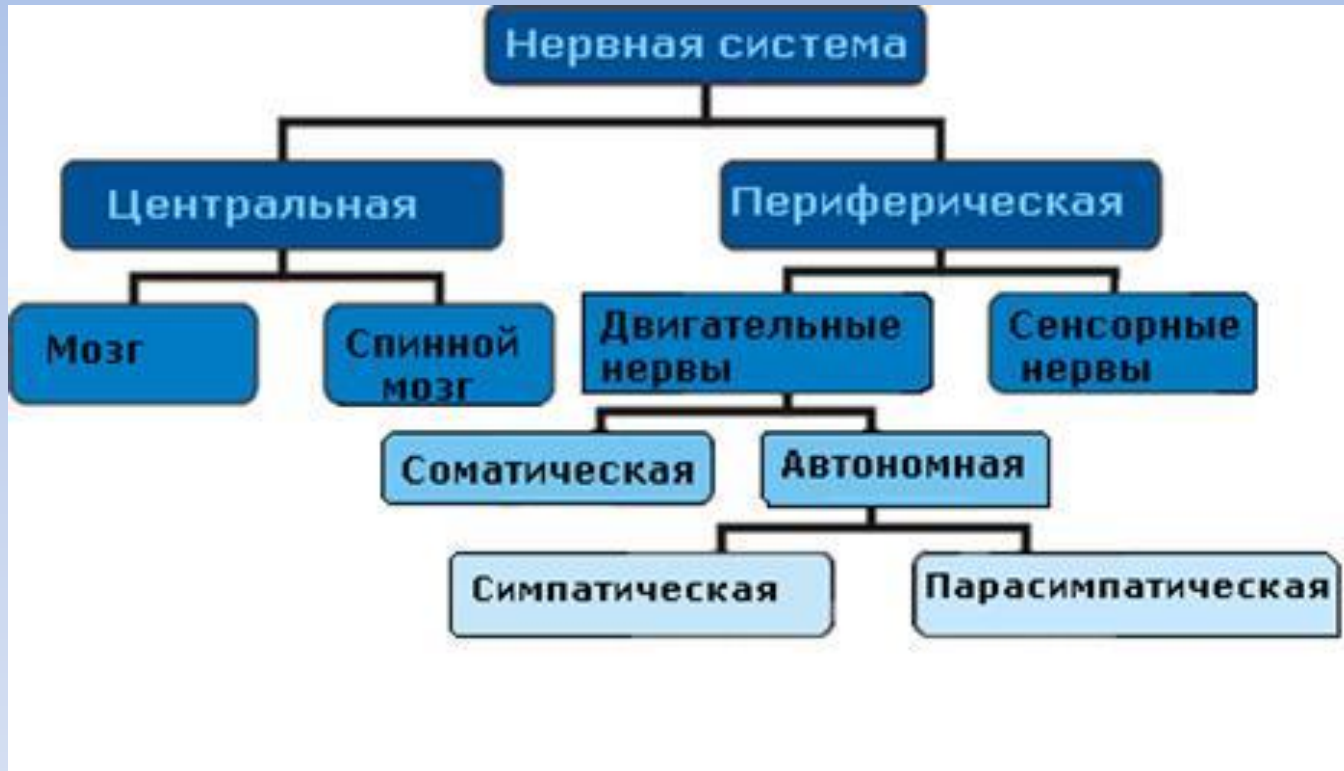 Нервная система
Центральная
Периферическая
Мозг
Спинной
мозг
Двигательные
нервы
Сенсорные
нервы
Соматическая
Автономная
Симпатическая
Парасимпатическая